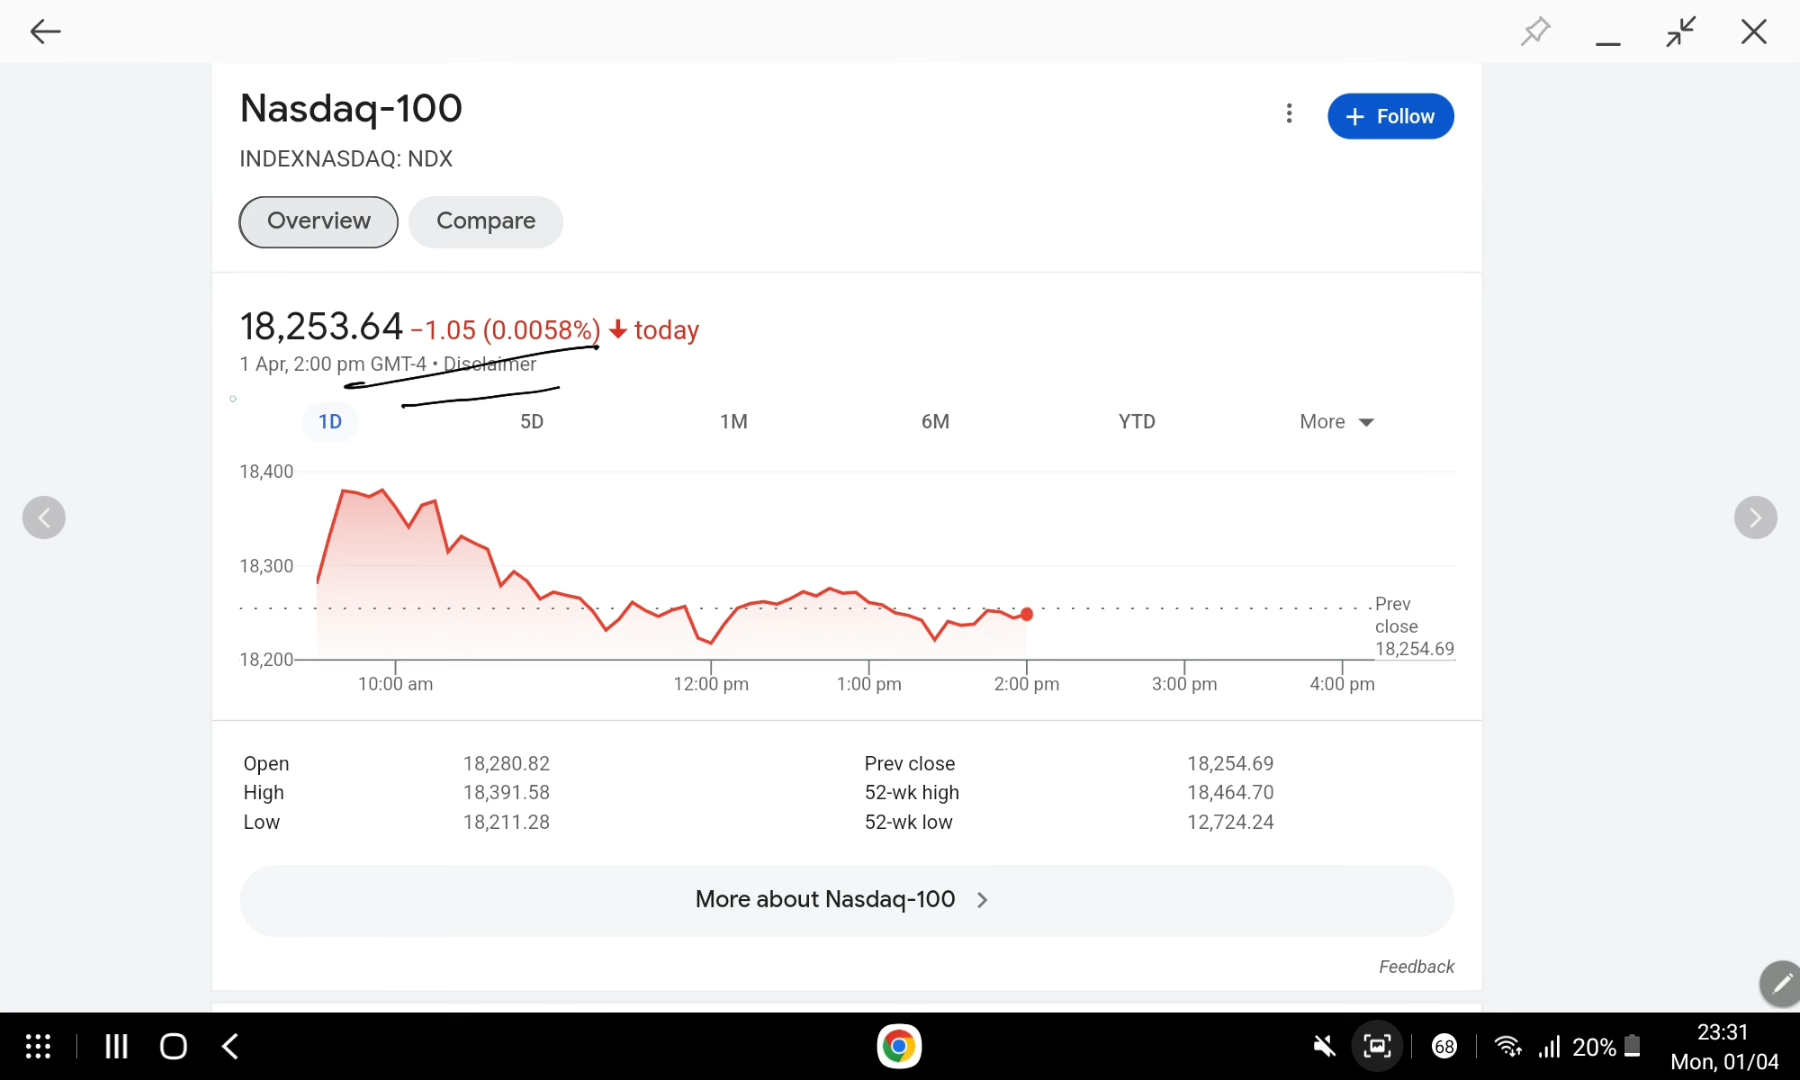 Nasdaq-100
+ Follow
INDEXNASDAQ: NDX
Overview
Compare
18,253.64 −1.05 (0.0058%) ↓ today
1 Apr, 2:00 pm GMT-4 • Disclaimer
1D
5D
1M
6M
YTD
More
18,400
18,300
18,200
Prev
close
18,254.69
10:00 am
12:00 pm
1:00 pm
2:00 pm
3:00 pm
4:00 pm
Open 18,280.82
High 18,391.58
Low 18,211.28
Prev close 18,254.69
52-wk high 18,464.70
52-wk low 12,724.24
More about Nasdaq-100
Feedback
68
20%
23:31
Mon, 01/04